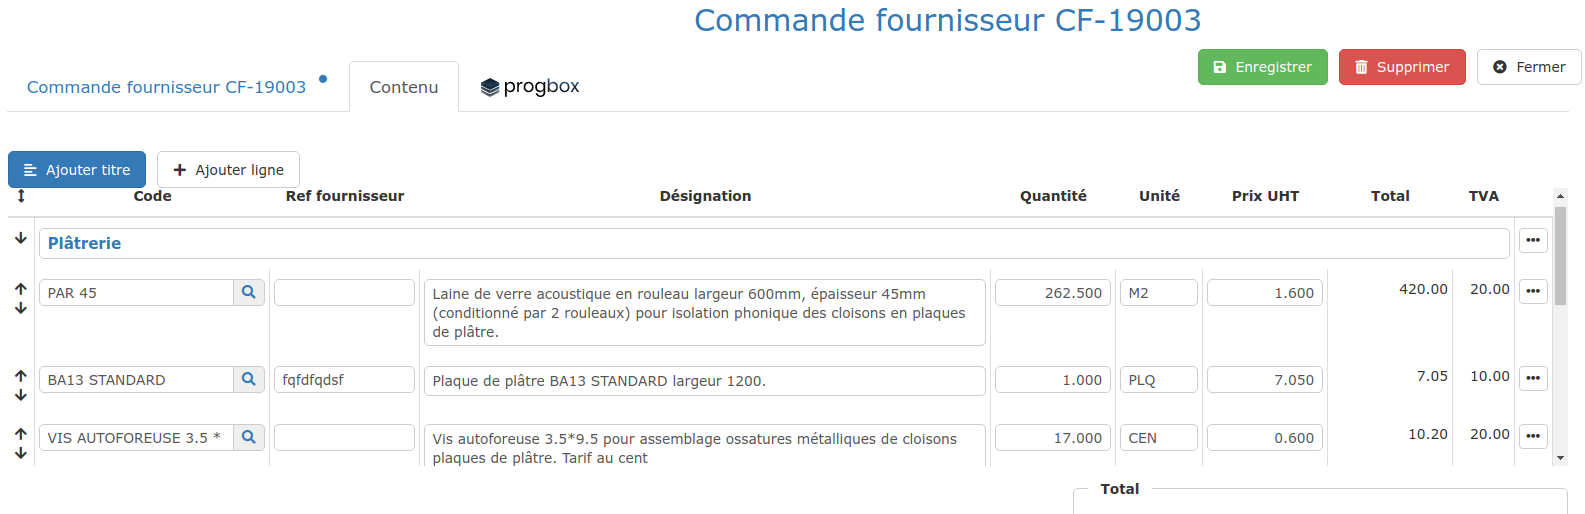 Commande fournisseur CF-19003
Enregistrer
Supprimer
Fermer
Commande fournisseur CF-19003
Contenu
progbox
Ajouter titre
Ajouter ligne
Code Ref fournisseur Désignation Quantité Unité Prix UHT Total TVA
Plâtrerie
PAR 45 Laine de verre acoustique en rouleau largeur 600mm, épaisseur 45mm 262.500 M2 1.600 420.00 20.00
(conditionné par 2 rouleaux) pour isolation phonique des cloisons en plaques
de plâtre.
BA13 STANDARD fqfdfqdsf Plaque de plâtre BA13 STANDARD largeur 1200. 1.000 PLQ 7.050 7.05 10.00
VIS AUTOFOREUSE 3.5 * Vis autoforeuse 3.5*9.5 pour assemblage ossatures métalliques de cloisons 17.000 CEN 0.600 10.20 20.00
plaques de plâtre. Tarif au cent
Total